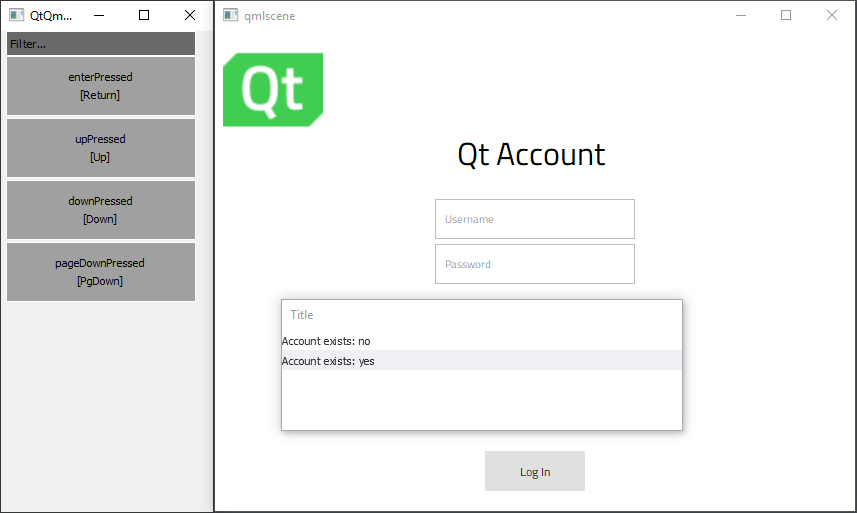 QtQm...
Filter...
enterPressed
[Return]
upPressed
[Up]
downPressed
[Down]
pageDownPressed
[PgDown]
qmlscene
Qt
Qt Account
Username
Password
Title
Account exists: no
Account exists: yes
Log In